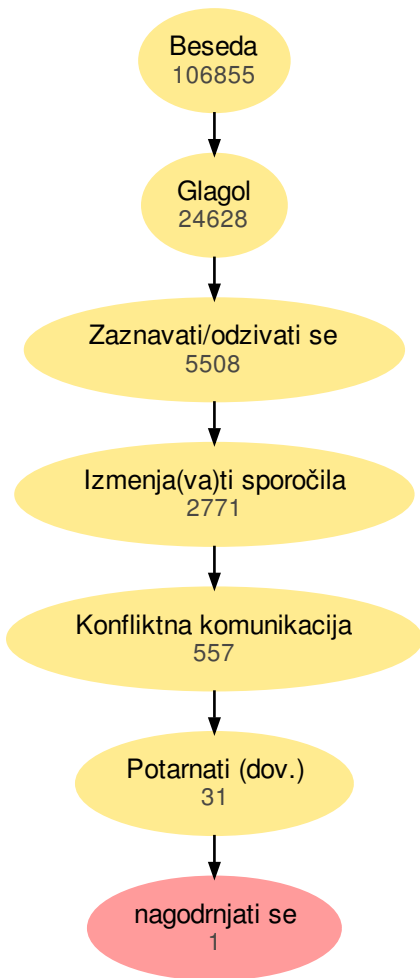 Beseda
106855
Glagol
24628
Zaznavati/odzivati se
5508
Izmenja(va)ti sporočila
2771
Konfliktna komunikacija
557
Potarnati (dov.)
31
nagodrnjati se
1